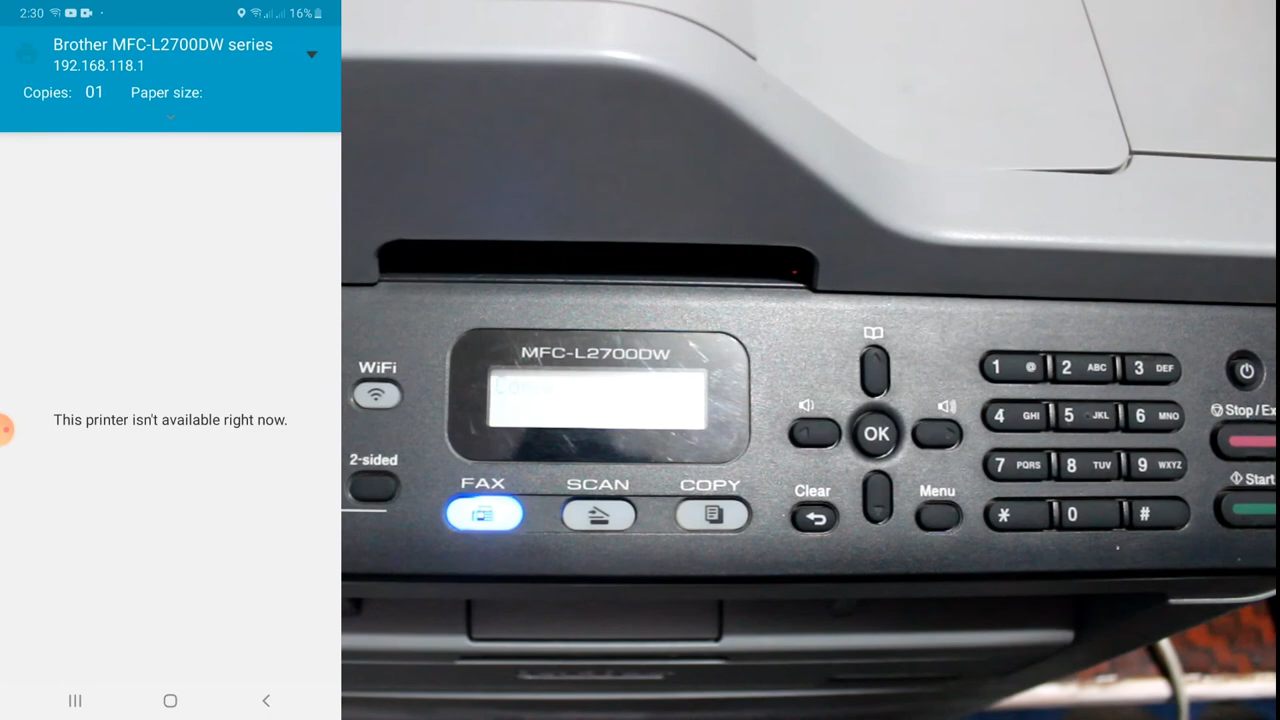 2:30
16%
Brother MFC-L2700DW series
192.168.118.1
Copies: 01 Paper size:
This printer isn't available right now.
MFC-L2700DW
WiFi
2-sided
FAX SCAN COPY
OK
Clear
Menu
1 @ 2 ABC 3 DEF
4 GHI 5 JKL 6 MNO
7 PQRS 8 TUV 9 WXYZ
* 0 #
Stop/Ex
Start